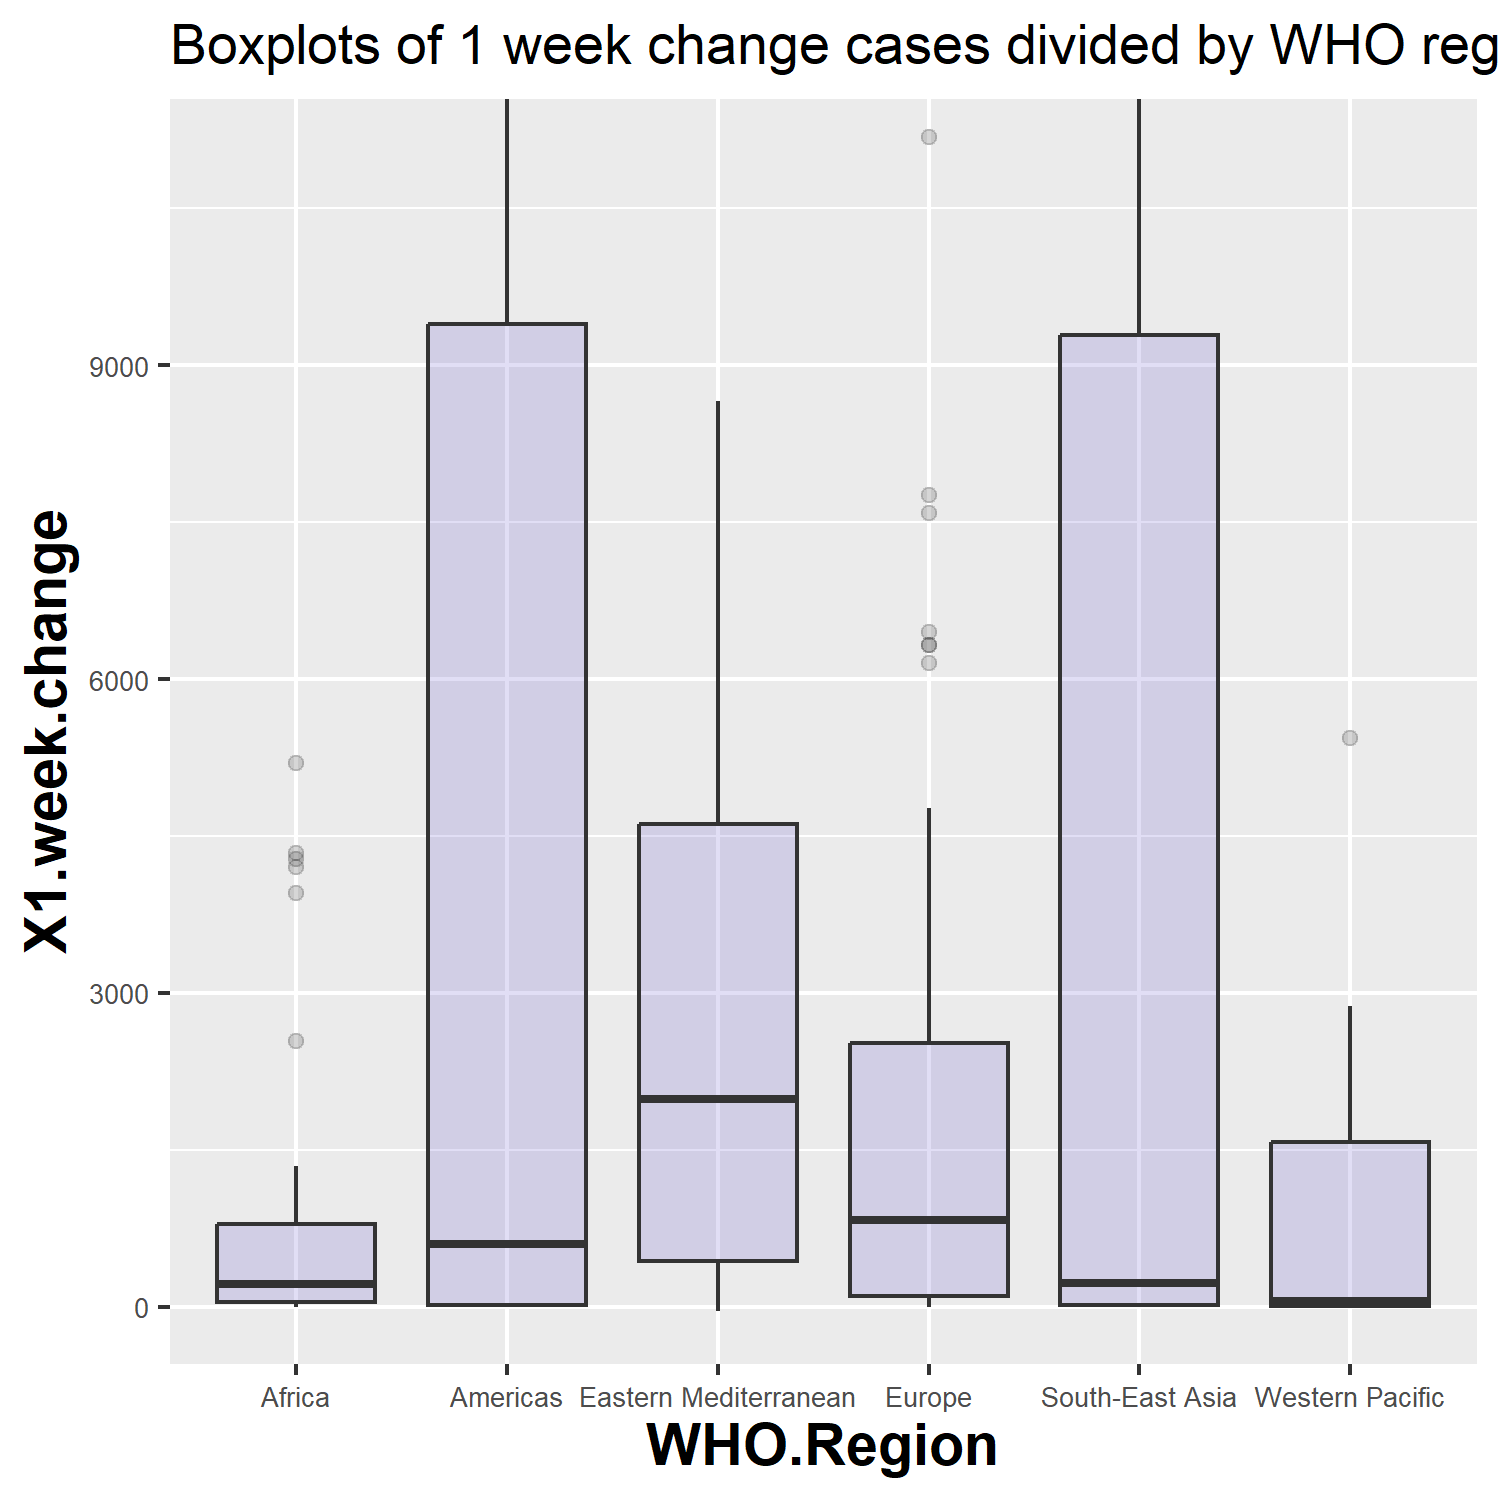 Boxplots of 1 week change cases divided by WHO reg
X1.week.change
9000
6000
3000
0
Africa Americas Eastern Mediterranean Europe South-East Asia Western Pacific
WHO.Region